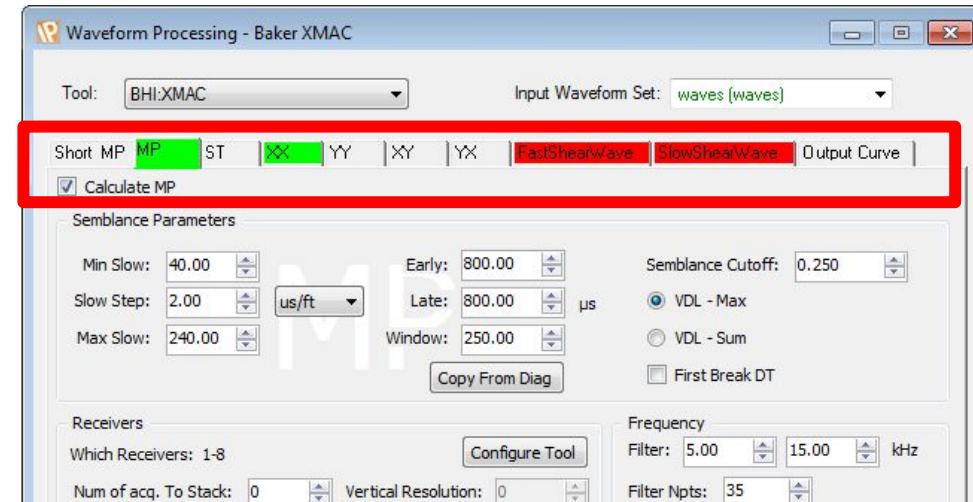 Waveform Processing - Baker XMAC
Tool: BHI:XMAC Input Waveform Set: waves (waves)
Short MP MP ST XX YY XY YX FastShearWave SlowShearWave Output Curve
Calculate MP
Semblance Parameters
Min Slow: 40.00 Early: 800.00 Semblance Cutoff: 0.250
Slow Step: 2.00 us/ft Late: 800.00 µs VDL - Max
Max Slow: 240.00 Window: 250.00 VDL - Sum
Copy From Diag First Break DT
MP
Receivers Frequency
Which Receivers: 1-8 Configure Tool Filter: 5.00 15.00 kHz
Num of acq. To Stack: 0 Vertical Resolution: 0 Filter Npts: 35